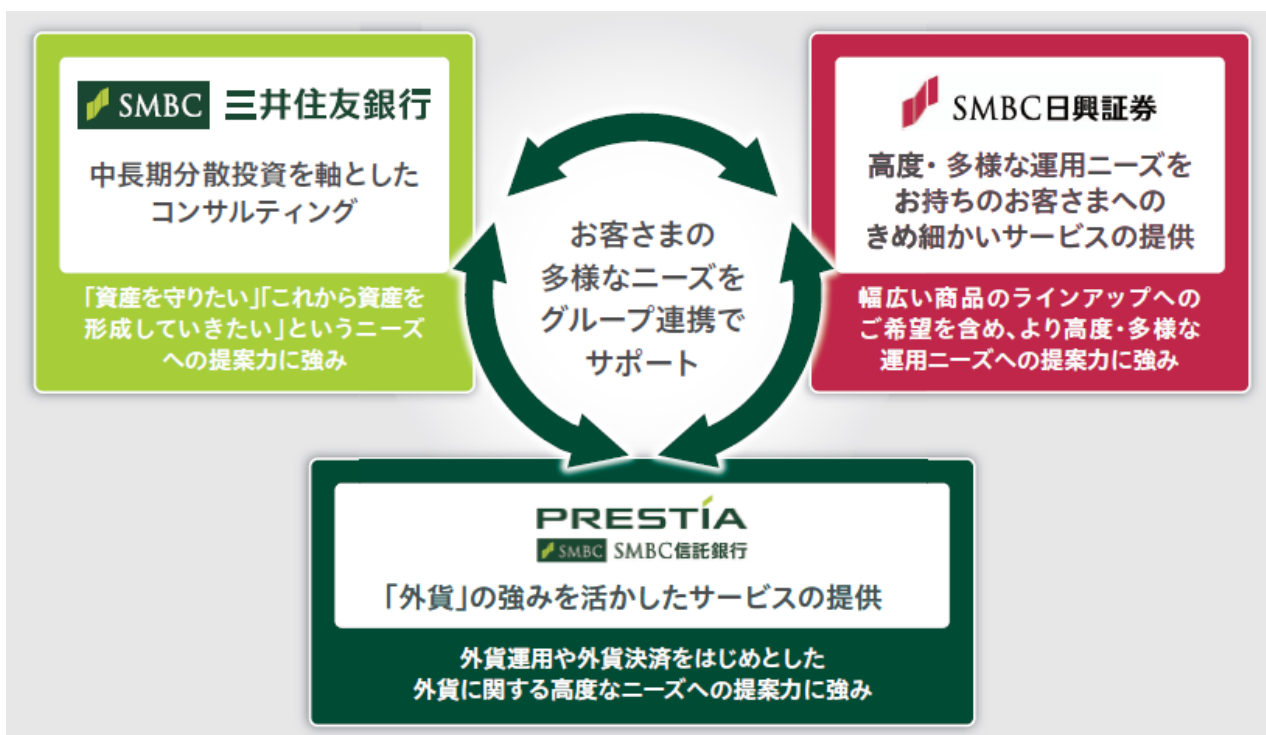 SMBC 三井住友銀行
中長期分散投資を軸とした
コンサルティング
「資産を守りたい」「これから資産を
形成していきたい」というニーズ
への提案力に強み
SMBC日興証券
高度・多様な運用ニーズを
お持ちのお客さまへの
きめ細かいサービスの提供
幅広い商品のラインアップへの
ご希望を含め、より高度・多様な
運用ニーズへの提案力に強み
お客さまの
多様なニーズを
グループ連携で
サポート
PRESTÍA
SMBC SMBC信託銀行
「外貨」の強みを活かしたサービスの提供
外貨運用や外貨決済をはじめとした
外貨に関する高度なニーズへの提案力に強み